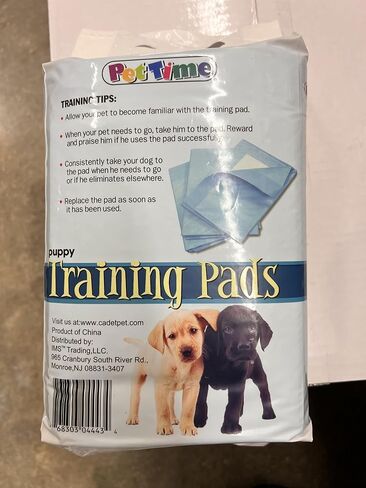 Pet Time
TRAINING TIPS:
• Allow your pet to become familiar with the training pad.
• When your pet needs to go, take him to the pad. Reward
and praise him if he uses the pad successfully.
• Consistently take your dog to
the pad when he needs to go
or if he eliminates elsewhere.
• Replace the pad as soon as
it has been used.
puppy
Training Pads
Visit us at:www.cadetpet.com
Product of China
Distributed by:
IMS™ Trading,LLC.
965 Cranbury South River Rd.,
Monroe,NJ 08831-3407
68303 04443 4